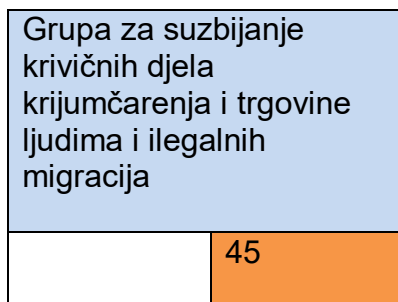 Grupa za suzbijanje
krivičnih djela
krijumčarenja i trgovine
ljudima i ilegalnih
migracija
45